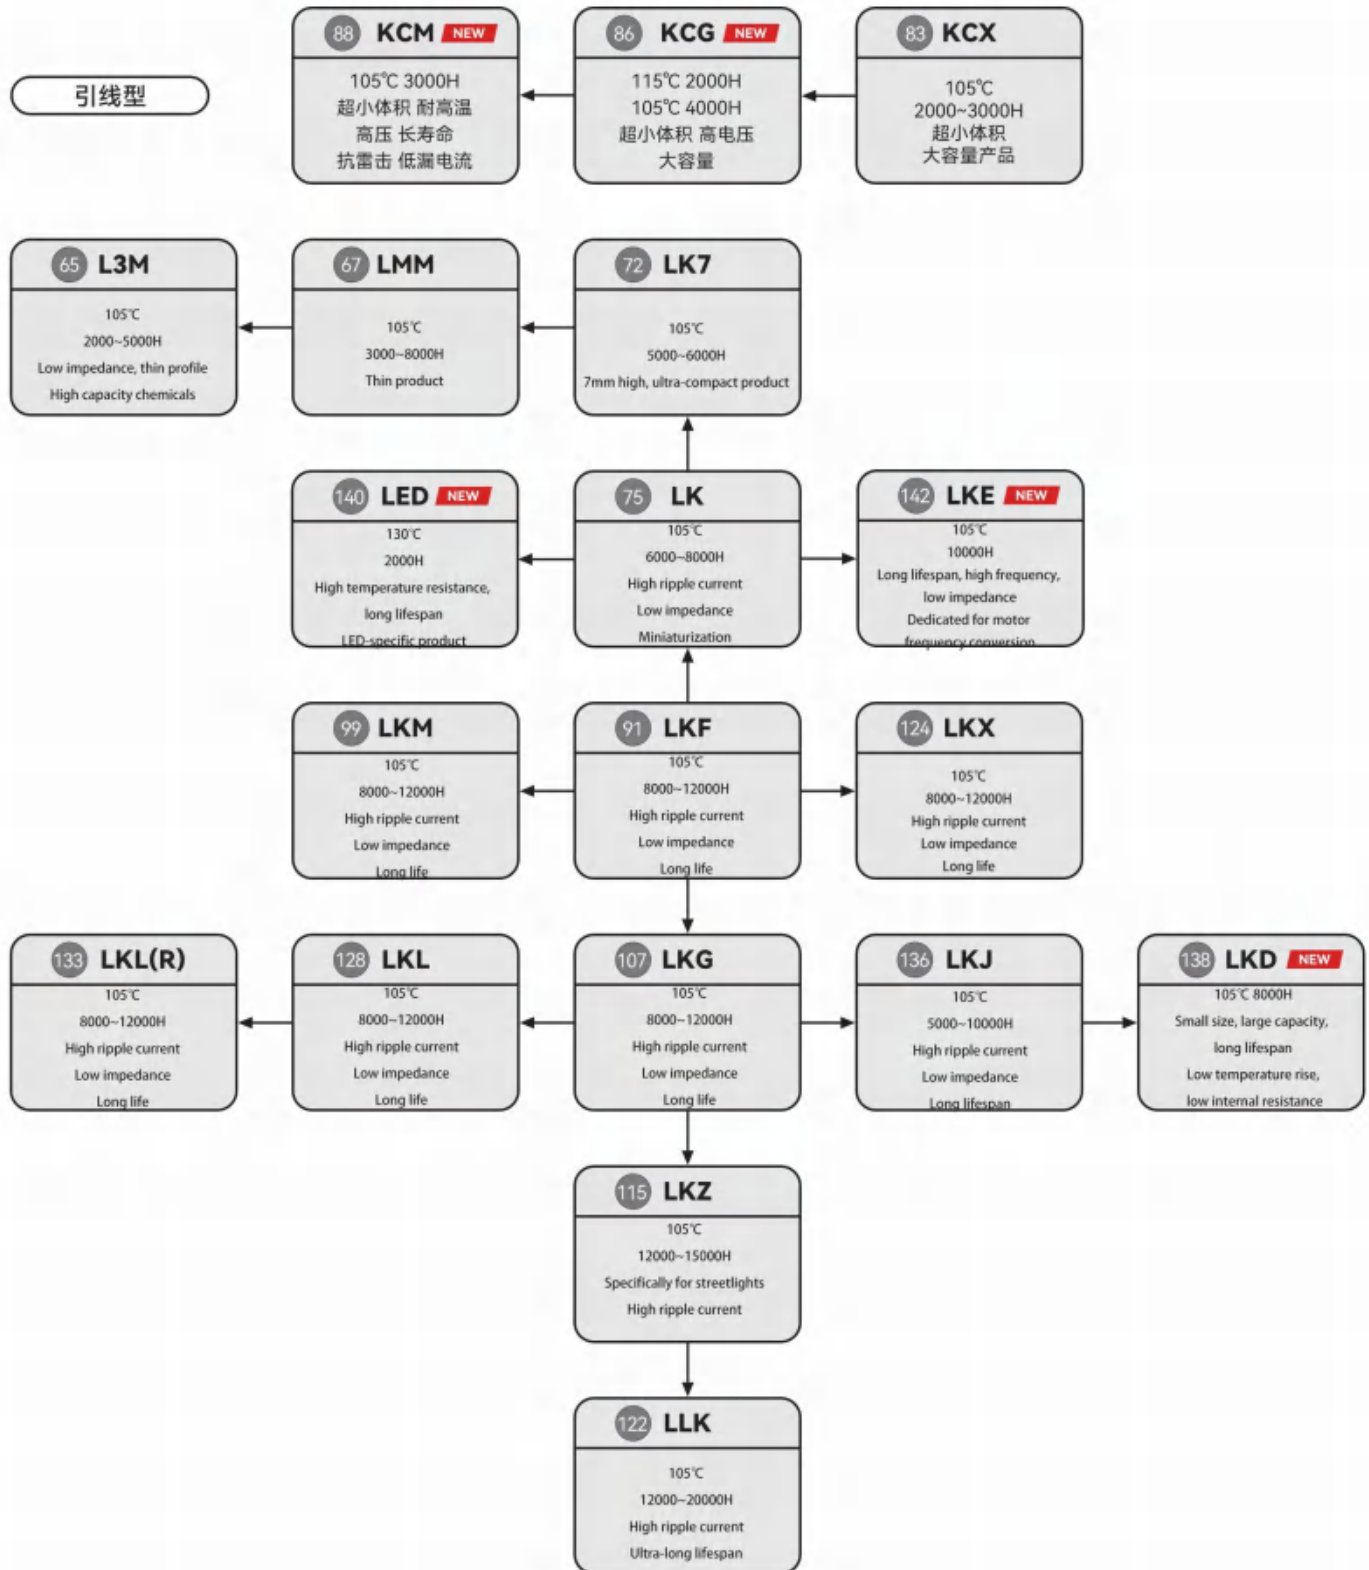 88 KCM NEW
105℃ 3000H
超小体积 耐高温
高压 长寿命
抗雷击 低漏电流
86 KCG NEW
115℃ 2000H
105℃ 4000H
超小体积 高电压
大容量
83 KCX
105℃
2000~3000H
超小体积
大容量产品
引线型
65 L3M
105℃
2000~5000H
Low impedance, thin profile
High capacity chemicals
67 LMM
105℃
3000~8000H
Thin product
72 LK7
105℃
5000~6000H
7mm high, ultra-compact product
140 LED NEW
130℃
2000H
High temperature resistance,
long lifespan
LED-specific product
75 LK
105℃
6000~8000H
High ripple current
Low impedance
Miniaturization
142 LKE NEW
105℃
10000H
Long lifespan, high frequency,
low impedance
Dedicated for motor
frequency conversion
99 LKM
105℃
8000~12000H
High ripple current
Low impedance
Long life
91 LKF
105℃
8000~12000H
High ripple current
Low impedance
Long life
124 LKX
105℃
8000~12000H
High ripple current
Low impedance
Long life
133 LKL(R)
105℃
8000~12000H
High ripple current
Low impedance
Long life
128 LKL
105℃
8000~12000H
High ripple current
Low impedance
Long life
107 LKG
105℃
8000~12000H
High ripple current
Low impedance
Long life
136 LKJ
105℃
5000~10000H
High ripple current
Low impedance
Long lifespan
138 LKD NEW
105℃ 8000H
Small size, large capacity,
long lifespan
Low temperature rise,
low internal resistance
115 LKZ
105℃
12000~15000H
Specifically for streetlights
High ripple current
122 LLK
105℃
12000~20000H
High ripple current
Ultra-long lifespan